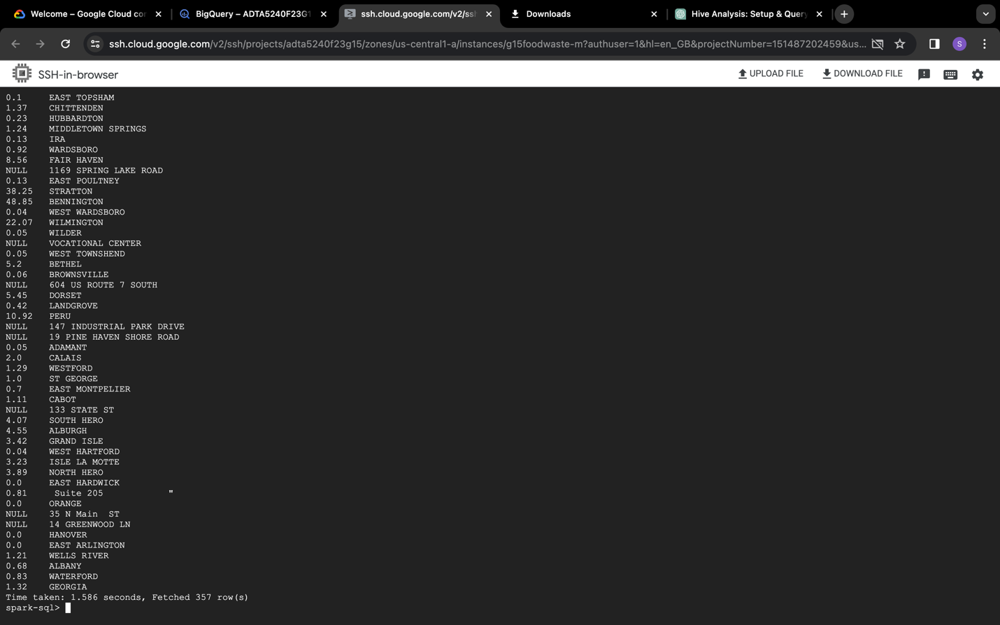 Welcome – Google Cloud co
BigQuery – ADTA5240F23G1
ssh.cloud.google.com/v2/ssh
Downloads
Hive Analysis: Setup & Query
ssh.cloud.google.com/v2/ssh/projects/adta5240f23g15/zones/us-central1-a/instances/g15foodwaste-m?authuser=1&hl=en_GB&projectNumber=151487202459&us...
S
SSH-in-browser
UPLOAD FILE
DOWNLOAD FILE
0.1 EAST TOPSHAM
1.37 CHITTENDEN
0.23 HUBBARDTON
1.24 MIDDLETOWN SPRINGS
0.13 IRA
0.92 WARDSBORO
8.56 FAIR HAVEN
NULL 1169 SPRING LAKE ROAD
0.13 EAST POULTNEY
38.25 STRATTON
48.85 BENNINGTON
0.04 WEST WARDSBORO
22.07 WILMINGTON
0.05 WILDER
NULL VOCATIONAL CENTER
0.05 WEST TOWNSHEND
5.2 BETHEL
0.06 BROWNSVILLE
NULL 604 US ROUTE 7 SOUTH
5.45 DORSET
0.42 LANDGROVE
10.92 PERU
NULL 147 INDUSTRIAL PARK DRIVE
NULL 19 PINE HAVEN SHORE ROAD
0.05 ADAMANT
2.0 CALAIS
1.29 WESTFORD
1.0 ST GEORGE
0.7 EAST MONTPELIER
1.11 CABOT
NULL 133 STATE ST
4.07 SOUTH HERO
4.55 ALBURGH
3.42 GRAND ISLE
0.04 WEST HARTFORD
3.23 ISLE LA MOTTE
3.89 NORTH HERO
0.0 EAST HARDWICK
0.81 Suite 205 "
0.0 ORANGE
NULL 35 N Main ST
NULL 14 GREENWOOD LN
0.0 HANOVER
0.0 EAST ARLINGTON
1.21 WELLS RIVER
0.68 ALBANY
0.83 WATERFORD
1.32 GEORGIA
Time taken: 1.586 seconds, Fetched 357 row(s)
spark-sql>